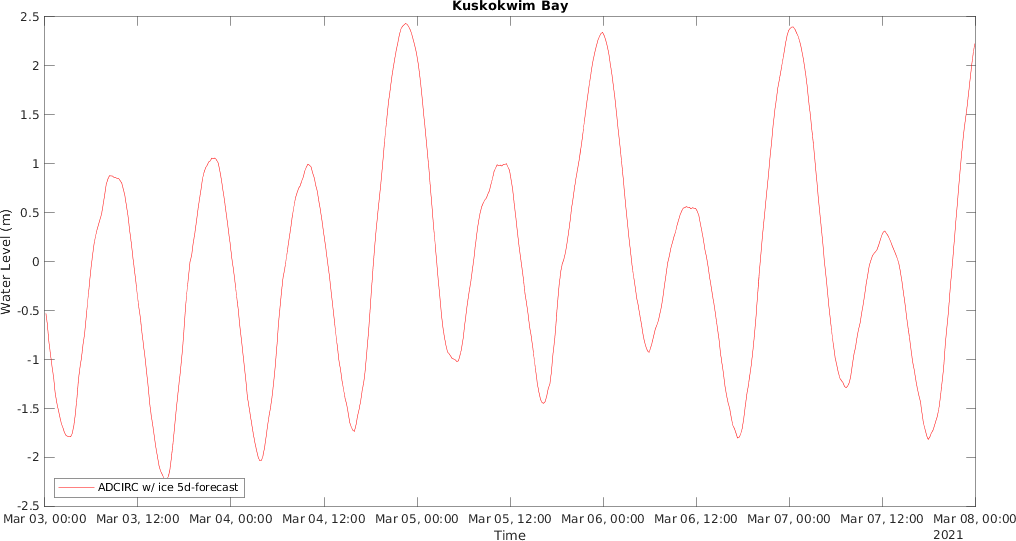 Kuskokwim Bay
2.5
2
1.5
1
0.5
0
-0.5
-1
-1.5
-2
-2.5
Water Level (m)
ADCIRC w/ ice 5d-forecast
Mar 03, 00:00 Mar 03, 12:00 Mar 04, 00:00 Mar 04, 12:00 Mar 05, 00:00 Mar 05, 12:00 Mar 06, 00:00 Mar 06, 12:00 Mar 07, 00:00 Mar 07, 12:00 Mar 08, 00:00
Time
2021